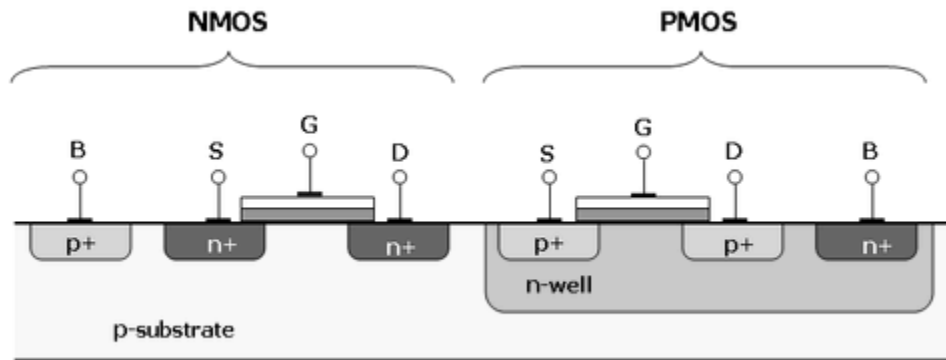 NMOS
PMOS
G
G
B
S
D
S
D
B
p+
n+
n+
p+
p+
n+
n-well
p-substrate